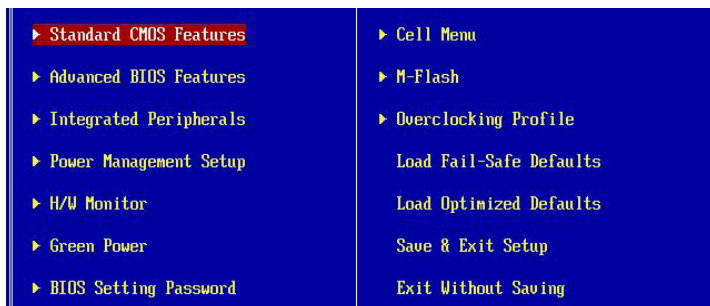 Standard CMOS Features
Advanced BIOS Features
Integrated Peripherals
Power Management Setup
H/W Monitor
Green Power
BIOS Setting Password
Cell Menu
M-Flash
Overclocking Profile
Load Fail-Safe Defaults
Load Optimized Defaults
Save & Exit Setup
Exit Without Saving